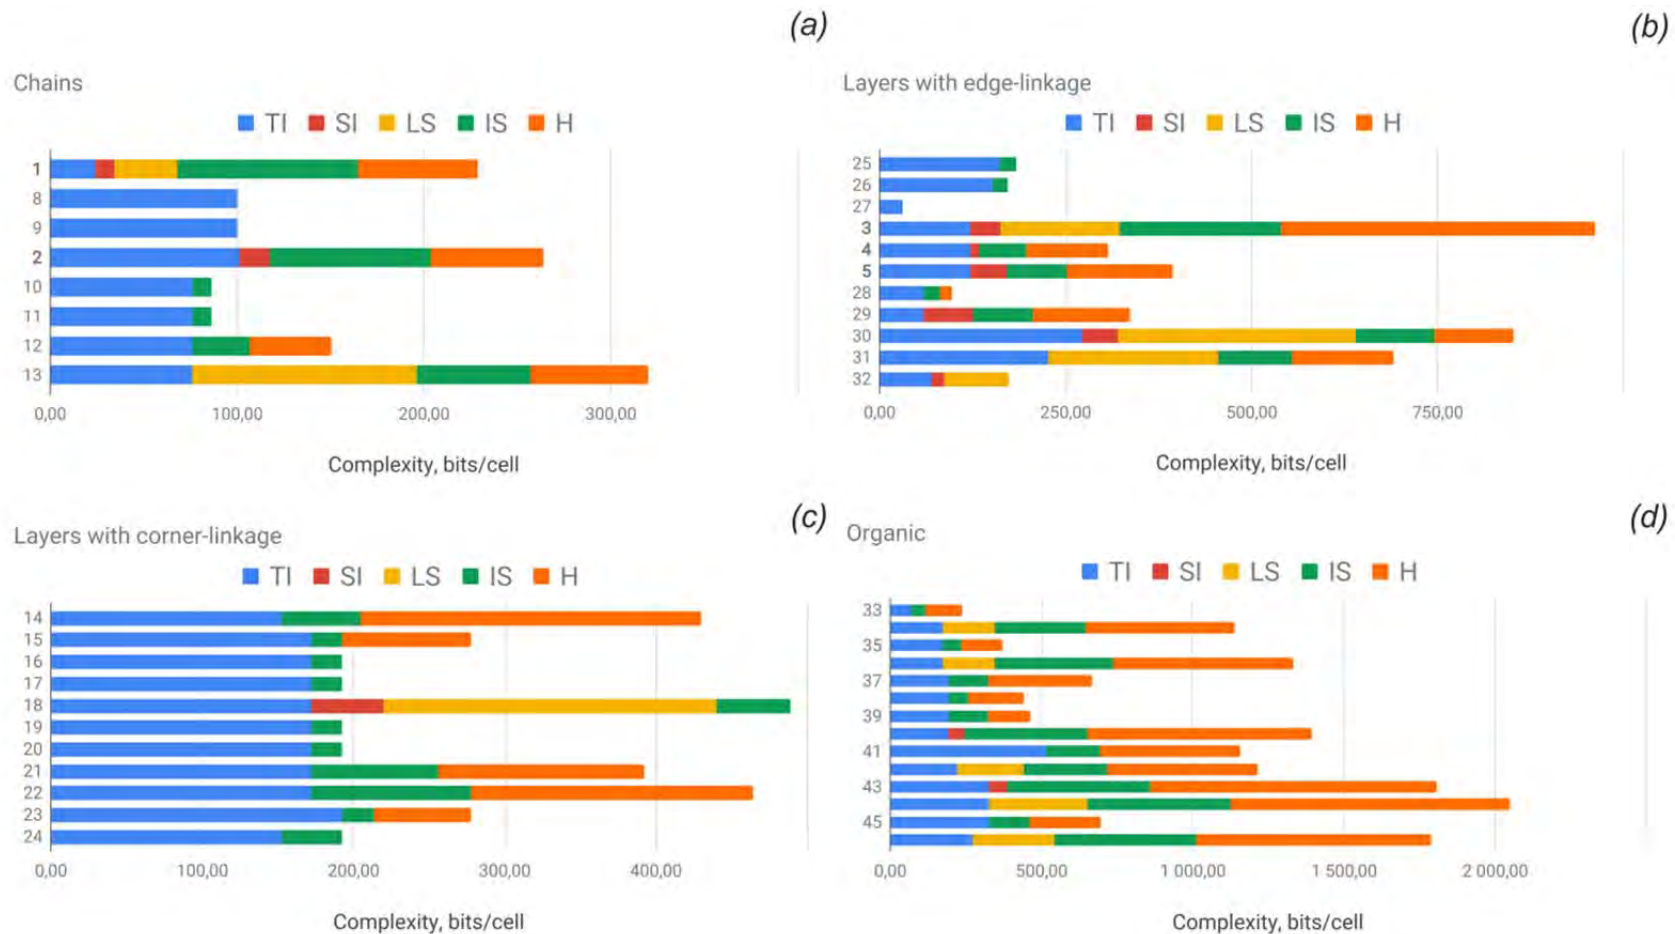 (a)
Chains
TI SI LS IS H
1
8
9
2
10
11
12
13
0,00 100,00 200,00 300,00
Complexity, bits/cell
(b)
Layers with edge-linkage
TI SI LS IS H
25
26
27
3
4
5
28
29
30
31
32
0,00 250,00 500,00 750,00
Complexity, bits/cell
(c)
Layers with corner-linkage
TI SI LS IS H
14
15
16
17
18
19
20
21
22
23
24
0,00 100,00 200,00 300,00 400,00
Complexity, bits/cell
(d)
Organic
TI SI LS IS H
33
35
37
39
41
43
45
0,00 500,00 1 000,00 1 500,00 2 000,00
Complexity, bits/cell